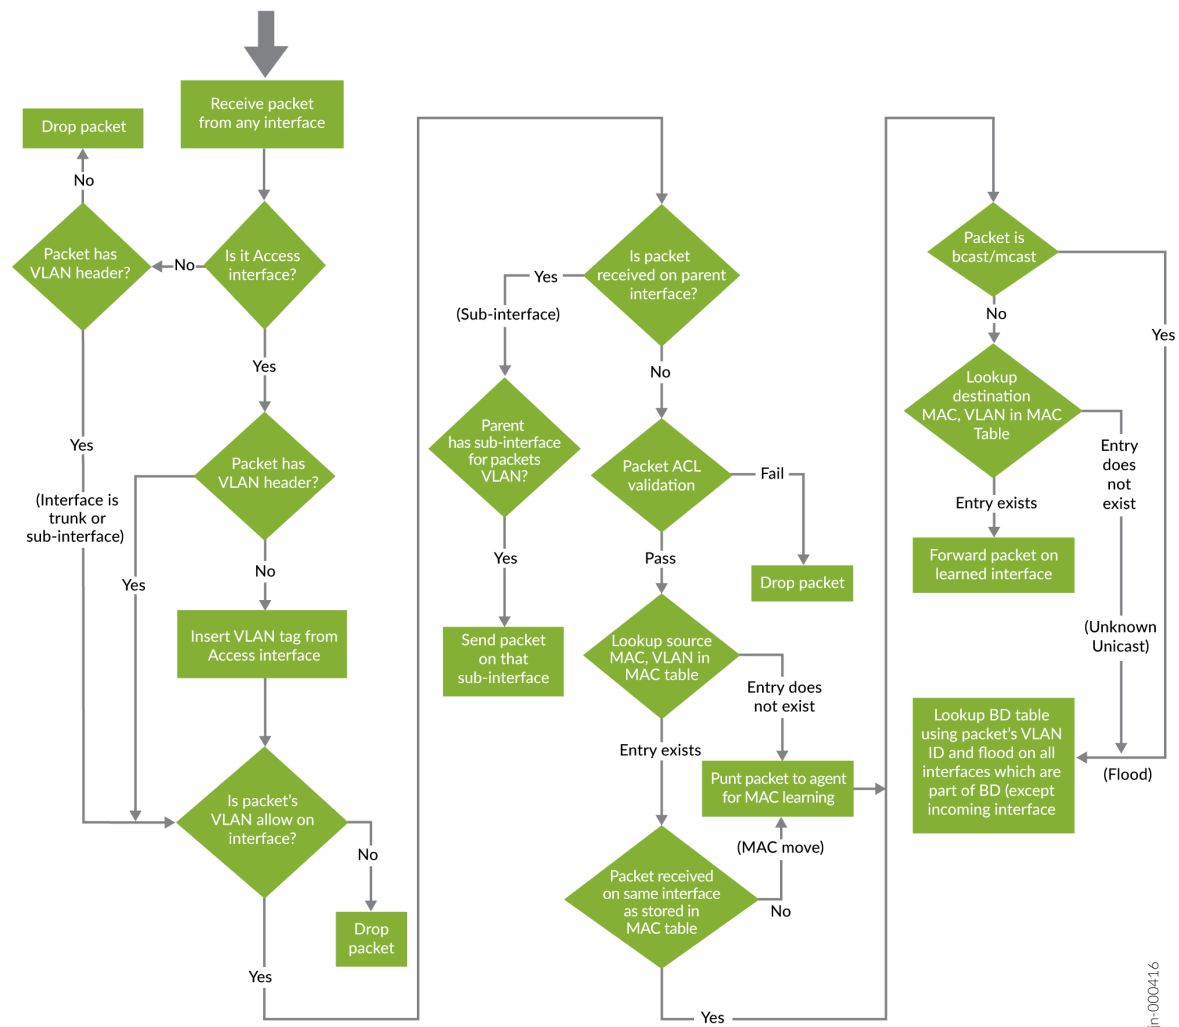 Receive packet
from any interface
Drop packet
No
Packet has
VLAN header?
No
Is it Access
interface?
Yes
Yes
(Interface is
trunk or
sub-interface)
Packet has
VLAN header?
Yes
No
Insert VLAN tag from
Access interface
Is packet's
VLAN allow on
interface?
No
Drop
packet
Yes
Is packet
received on parent
interface?
Yes
(Sub-interface)
No
Parent
has sub-interface
for packets
VLAN?
Yes
Send packet
on that
sub-interface
Packet ACL
validation
Fail
Drop packet
Pass
Lookup source
MAC, VLAN in
MAC table
Entry does
not exist
Entry exists
Punt packet to agent
for MAC learning
(MAC move)
Packet received
on same interface
as stored in
MAC table
No
Yes
Packet is
bcast/mcast
No
Yes
Lookup
destination
MAC, VLAN in MAC
Table
Entry
does
not
exist
Entry exists
Forward packet on
learned interface
(Unknown
Unicast)
Lookup BD table
using packet's VLAN
ID and flood on all
interfaces which are
part of BD (except
incoming interface
(Flood)
jn-000416